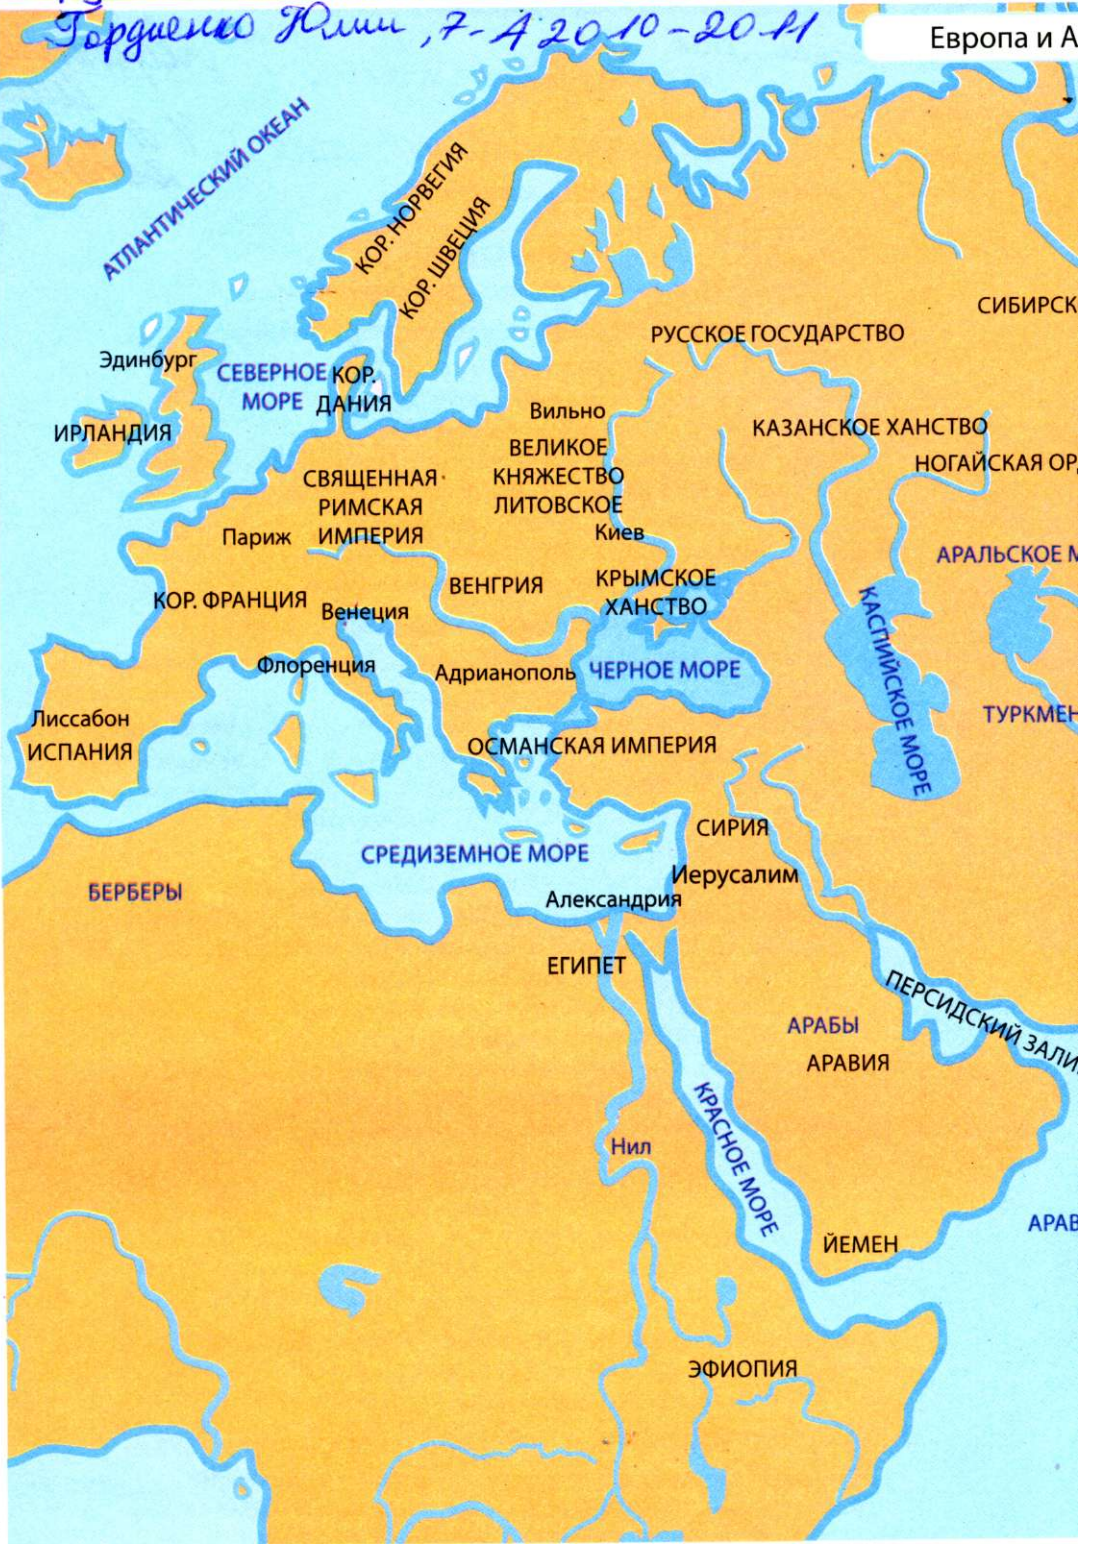 Гордиенко Юлии, 7-А 2010-2011
Европа и А
АТЛАНТИЧЕСКИЙ ОКЕАН
КОР. НОРВЕГИЯ
КОР. ШВЕЦИЯ
СИБИРСК
РУССКОЕ ГОСУДАРСТВО
Эдинбург
СЕВЕРНОЕ
МОРЕ
КОР.
ДАНИЯ
ИРЛАНДИЯ
Вильно
ВЕЛИКОЕ
КНЯЖЕСТВО
ЛИТОВСКОЕ
КАЗАНСКОЕ ХАНСТВО
НОГАЙСКАЯ ОРД
СВЯЩЕННАЯ
РИМСКАЯ
ИМПЕРИЯ
Париж
Киев
АРАЛЬСКОЕ М
ВЕНГРИЯ
КРЫМСКОЕ
ХАНСТВО
КОР. ФРАНЦИЯ
Венеция
КАСПИЙСКОЕ МОРЕ
Флоренция
Адрианополь
ЧЕРНОЕ МОРЕ
Лиссабон
ИСПАНИЯ
ТУРКМЕН
ОСМАНСКАЯ ИМПЕРИЯ
СИРИЯ
СРЕДИЗЕМНОЕ МОРЕ
Иерусалим
БЕРБЕРЫ
Александрия
ЕГИПЕТ
ПЕРСИДСКИЙ ЗАЛИ
АРАБЫ
АРАВИЯ
КРАСНОЕ МОРЕ
Нил
АРАВ
ЙЕМЕН
ЭФИОПИЯ